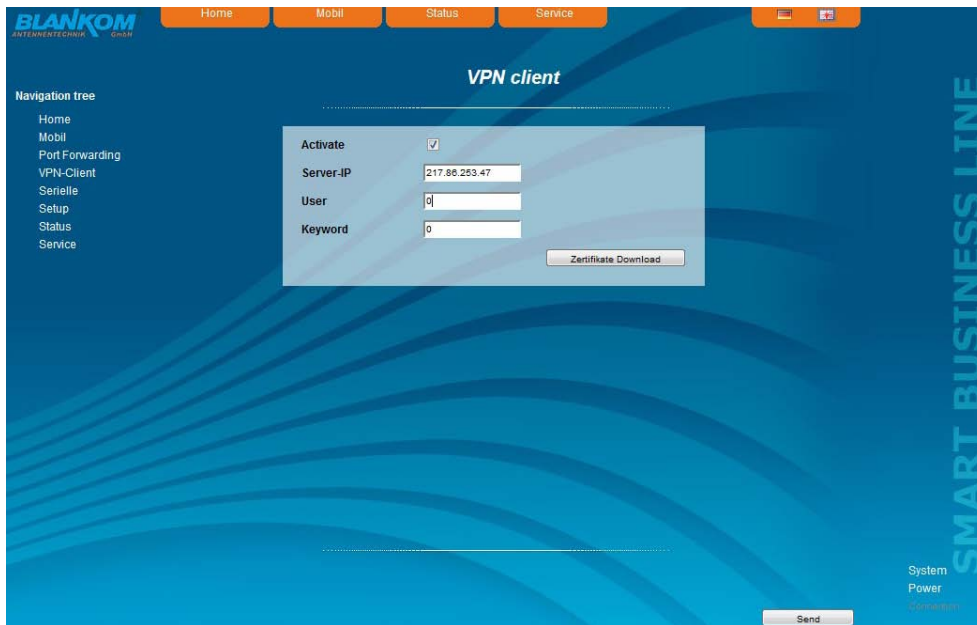 BLANKOM
ANTENNENTECHNIK GmbH
Home Mobil Status Service
VPN client
Navigation tree
Home
Mobil
Port Forwarding
VPN-Client
Serielle
Setup
Status
Service
Activate
Server-IP 217.86.253.47
User 0
Keyword 0
Zertifikate Download
SMART BUSINESS LINE
System
Power
Connection
Send